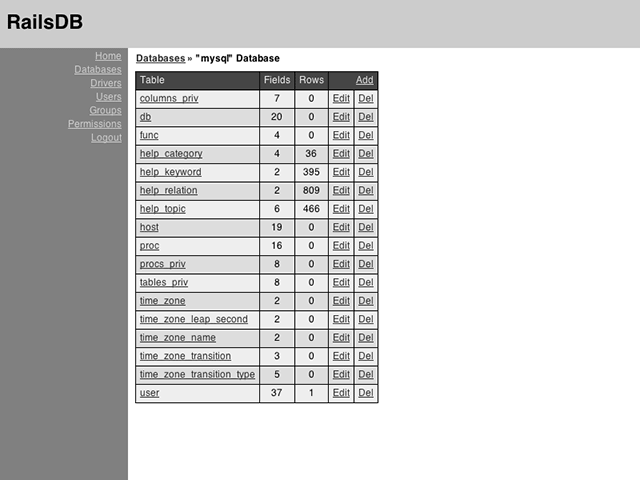 RailsDB
Home
Databases
Drivers
Users
Groups
Permissions
Logout
Databases » "mysql" Database
Table Fields Rows Add
columns_priv 7 0 Edit Del
db 20 0 Edit Del
func 4 0 Edit Del
help_category 4 36 Edit Del
help_keyword 2 395 Edit Del
help_relation 2 809 Edit Del
help_topic 6 466 Edit Del
host 19 0 Edit Del
proc 16 0 Edit Del
procs_priv 8 0 Edit Del
tables_priv 8 0 Edit Del
time_zone 2 0 Edit Del
time_zone_leap_second 2 0 Edit Del
time_zone_name 2 0 Edit Del
time_zone_transition 3 0 Edit Del
time_zone_transition_type 5 0 Edit Del
user 37 1 Edit Del